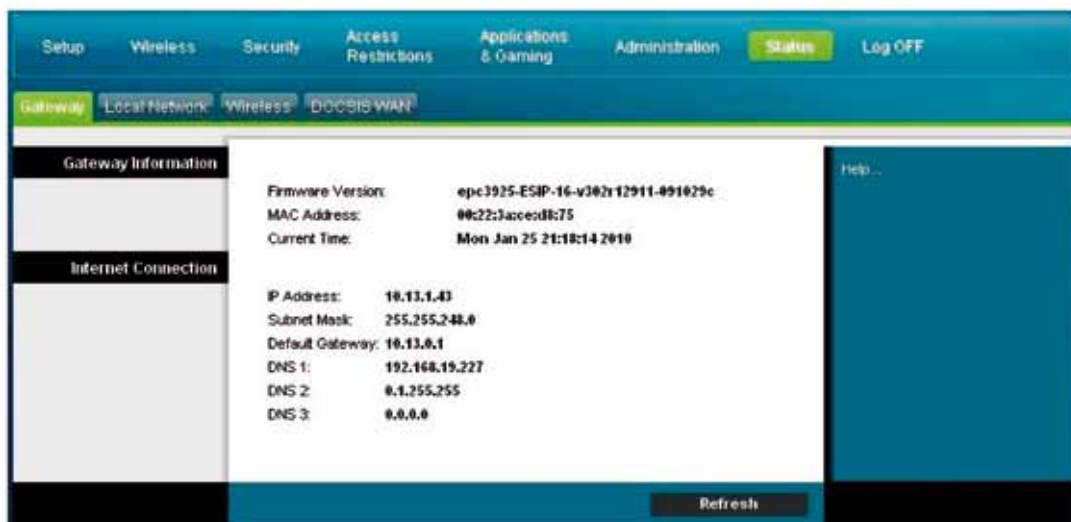 Setup Wireless Security Access Restrictions Applications & Gaming Administration Status Log OFF
Gateway Local Network Wireless DOCSIS WAN
Gateway Information
Help...
Firmware Version: epc3925-ESIP-16-v302r12911-091029c
MAC Address: 00:22:3a:ce:d8:75
Current Time: Mon Jan 25 21:18:14 2010
Internet Connection
IP Address: 10.13.1.43
Subnet Mask: 255.255.248.0
Default Gateway: 10.13.0.1
DNS 1: 192.168.19.227
DNS 2: 0.1.255.255
DNS 3: 0.0.0.0
Refresh